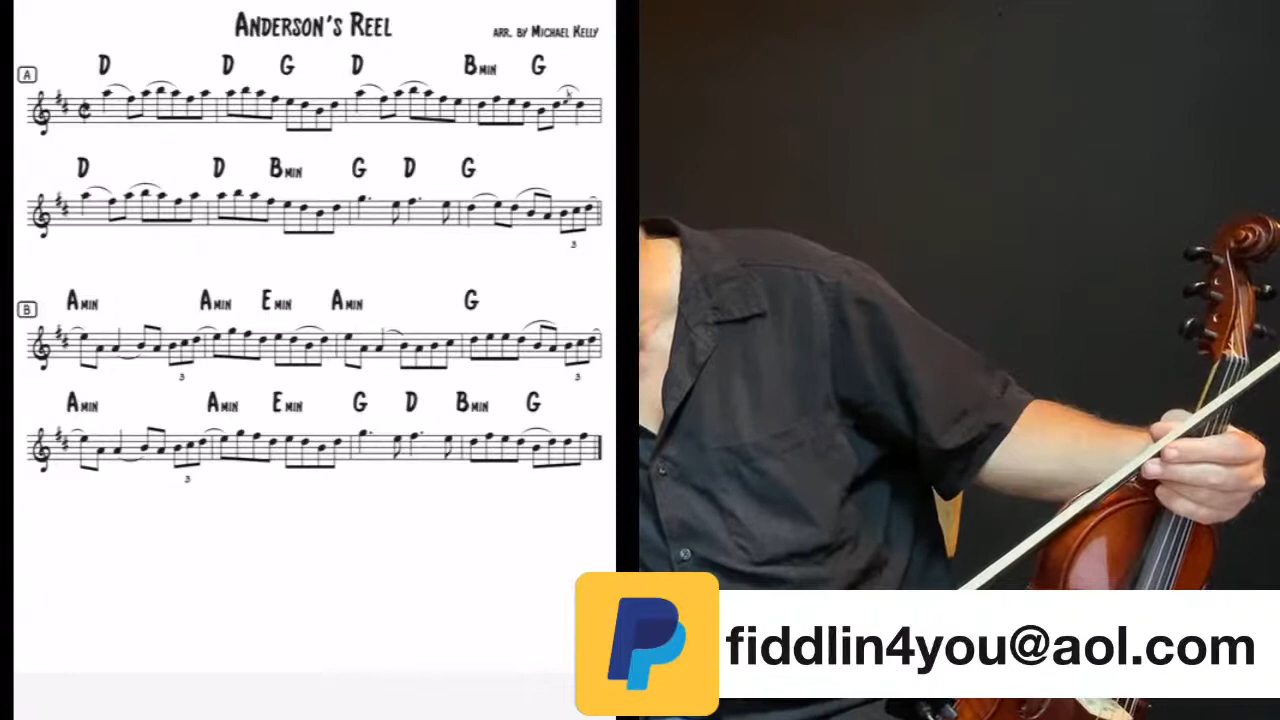 ANDERSON'S REEL
ARR. BY MICHAEL KELLY
D D G D BMIN G
A
D D BMIN G D G
3
B
AMIN AMIN EMIN AMIN G
3 3
AMIN AMIN EMIN G D BMIN G
3
fiddlin4you@aol.com